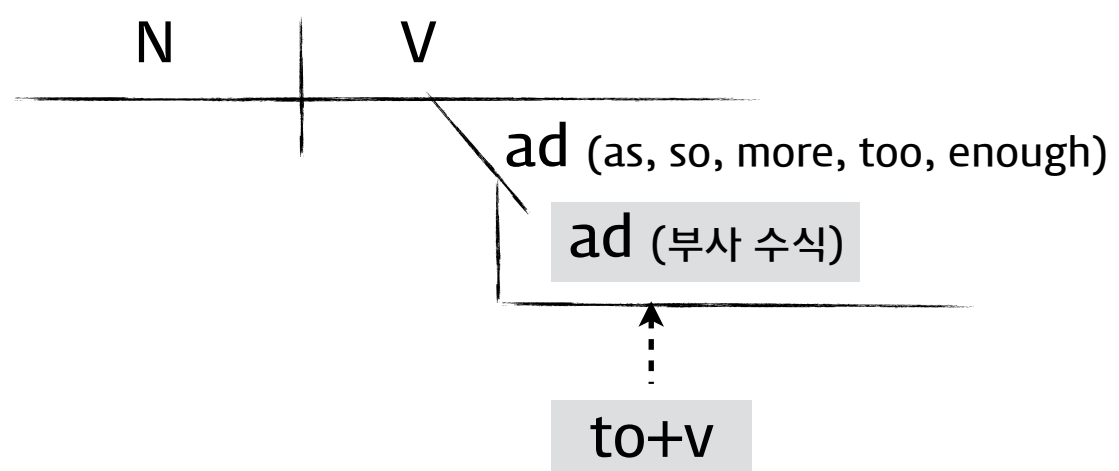 N V
ad (as, so, more, too, enough)
ad (부사 수식)
to+v